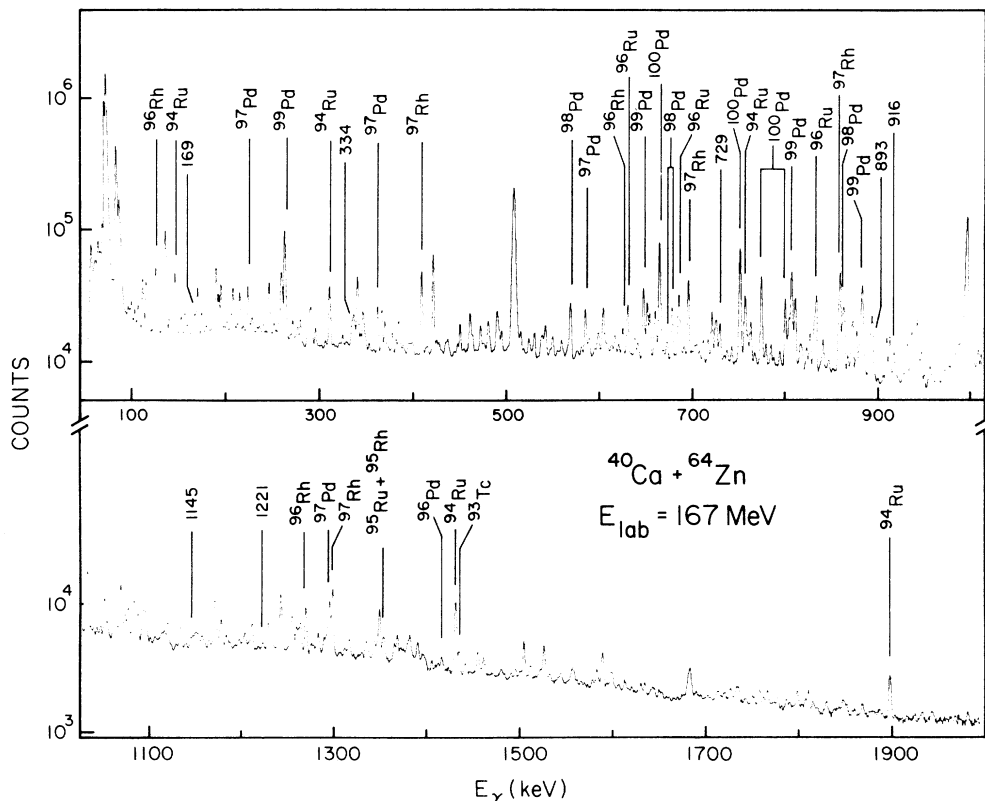 COUNTS
10⁶
10⁵
10⁴
96Rh
94Ru
169
97Pd
99Pd
94Ru
334
97Pd
97Rh
98Pd
97Pd
96Rh
96Ru
99Pd
100Pd
98Pd
96Ru
97Rh
729
100Pd
94Ru
100Pd
99Pd
96Ru
97Rh
98Pd
99Pd
893
916
100 300 500 700 900
10⁴
10³
1145
1221
96Rh
97Pd
97Rh
95Ru + 95Rh
96Pd
94Ru
93Tc
94Ru
40Ca + 64Zn
Elab = 167 MeV
1100 1300 1500 1700 1900
Eγ (keV)